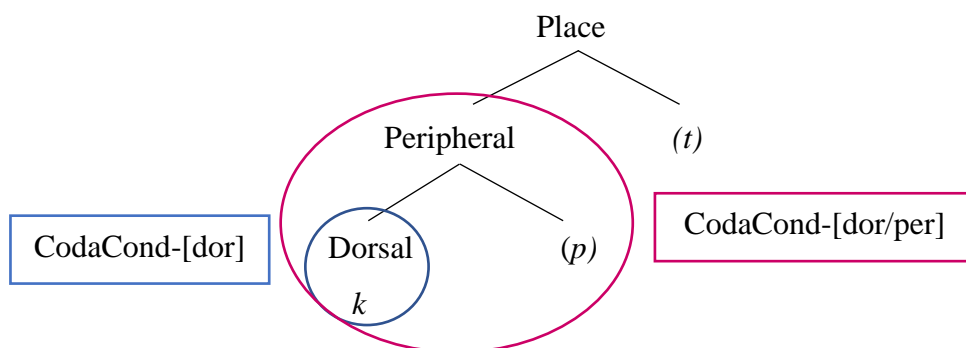 Place
Peripheral
(t)
CodaCond-[dor]
Dorsal
(p)
CodaCond-[dor/per]
k